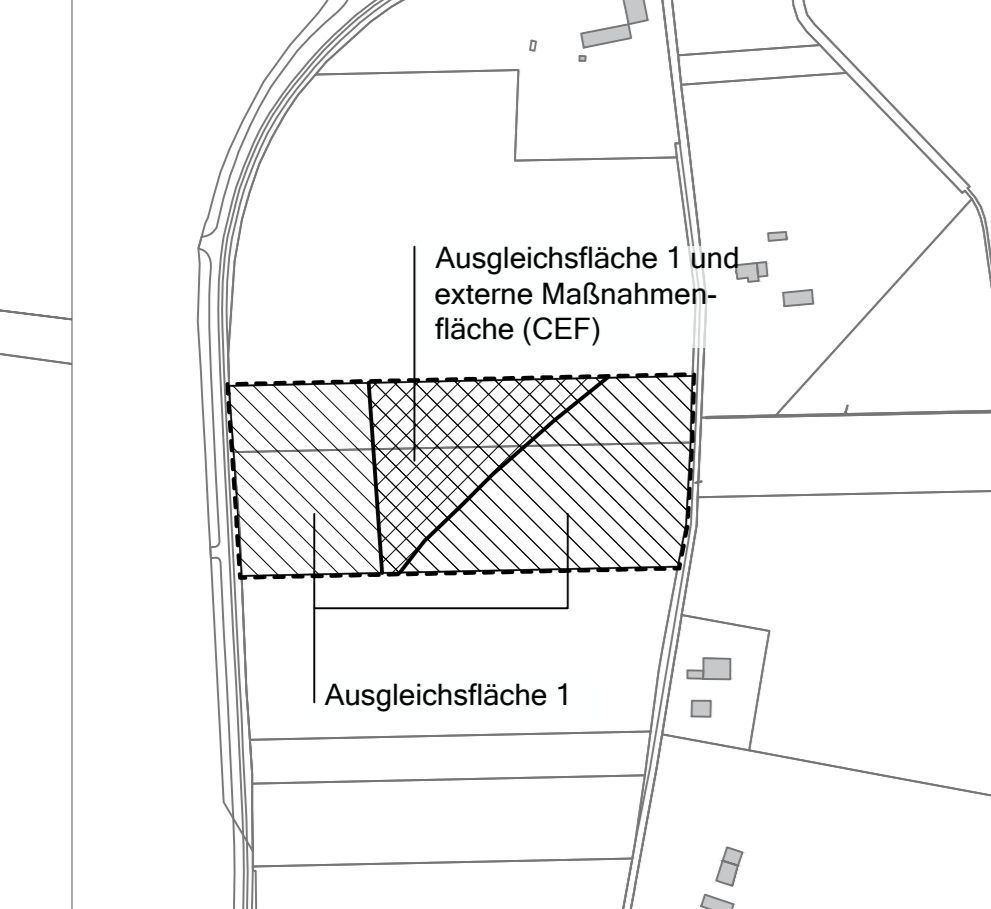 Ausgleichsfläche 1 und
externe Maßnahmen-
fläche (CEF)
Ausgleichsfläche 1